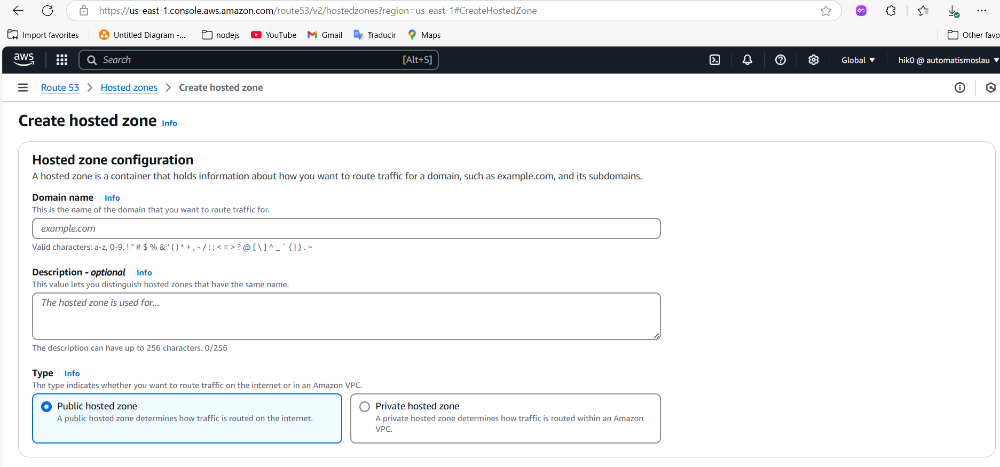 https://us-east-1.console.aws.amazon.com/route53/v2/hostedzones?region=us-east-1#CreateHostedZone
Import favorites Untitled Diagram -... nodejs YouTube Gmail Traducir Maps Other favo
aws Search [Alt+S] Global hik0 @ automatismoslau
Route 53 Hosted zones Create hosted zone
Create hosted zone Info
Hosted zone configuration
A hosted zone is a container that holds information about how you want to route traffic for a domain, such as example.com, and its subdomains.
Domain name Info
This is the name of the domain that you want to route traffic for.
example.com
Valid characters: a-z, 0-9, ! " # $ % & ' ( ) * + , - / : ; < = > ? @ [ \ ] ^ _ ` { | } . ~
Description - optional Info
This value lets you distinguish hosted zones that have the same name.
The hosted zone is used for...
The description can have up to 256 characters. 0/256
Type Info
The type indicates whether you want to route traffic on the internet or in an Amazon VPC.
Public hosted zone
A public hosted zone determines how traffic is routed on the internet.
Private hosted zone
A private hosted zone determines how traffic is routed within an Amazon
VPC.